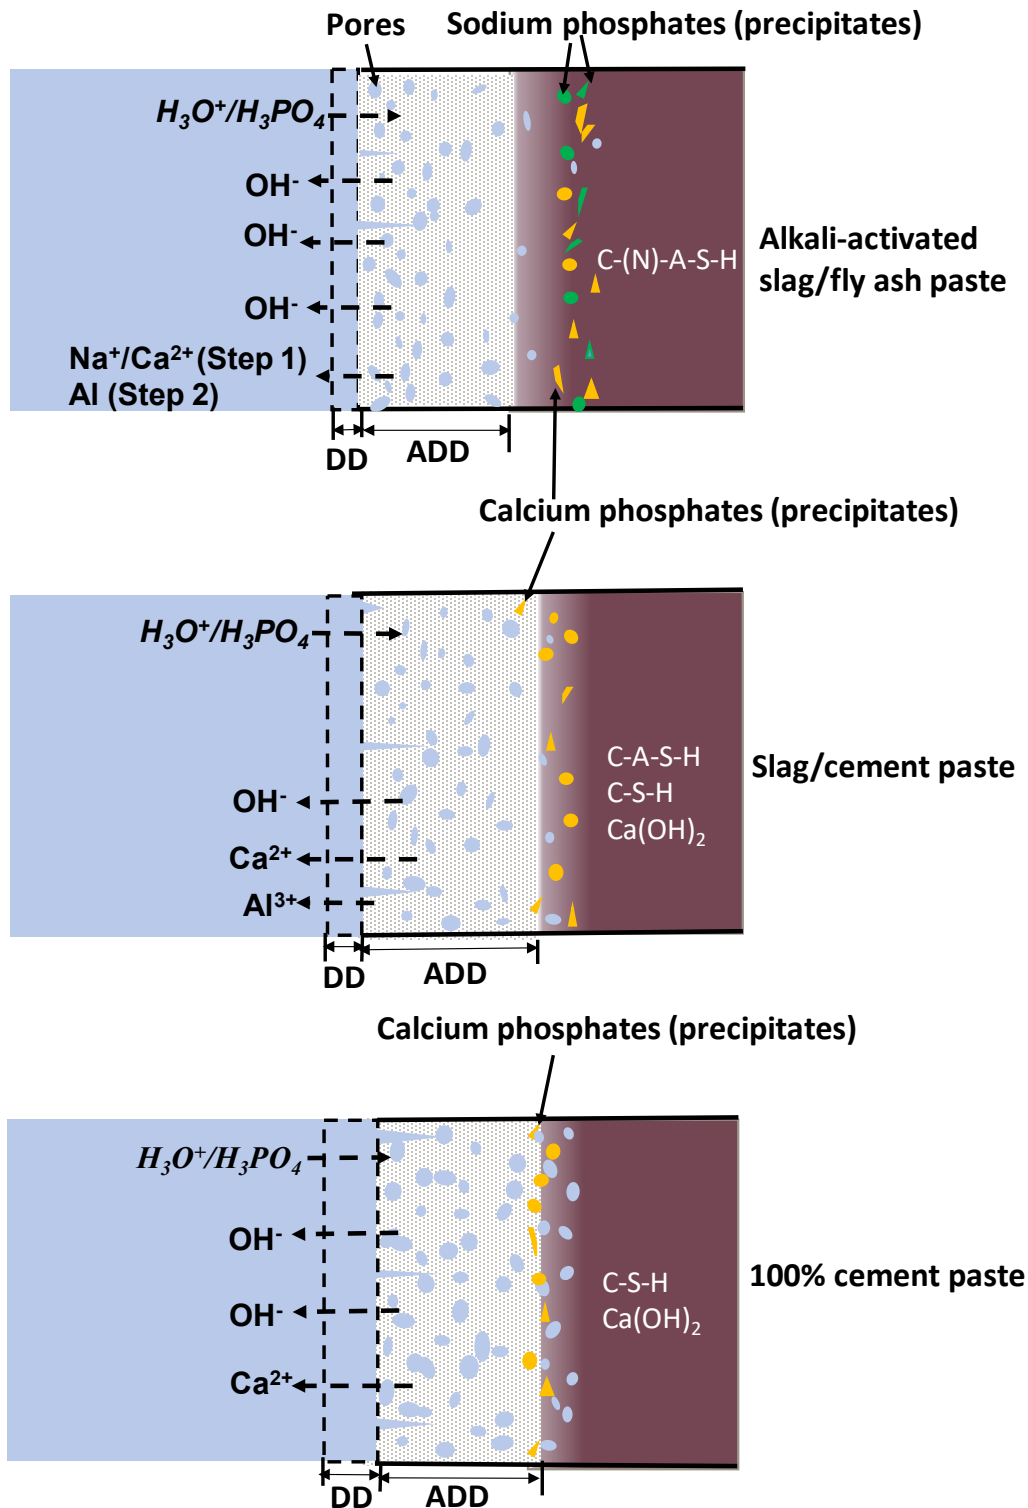 Pores
Sodium phosphates (precipitates)
H₃O⁺/H₃PO₄
OH⁻
OH⁻
OH⁻
Na⁺/Ca²⁺ (Step 1)
Al (Step 2)
C-(N)-A-S-H
Alkali-activated
slag/fly ash paste
DD
ADD
Calcium phosphates (precipitates)
H₃O⁺/H₃PO₄
OH⁻
Ca²⁺
Al³⁺
C-A-S-H
C-S-H
Ca(OH)₂
Slag/cement paste
DD
ADD
Calcium phosphates (precipitates)
H₃O⁺/H₃PO₄
OH⁻
OH⁻
Ca²⁺
C-S-H
Ca(OH)₂
100% cement paste
DD
ADD